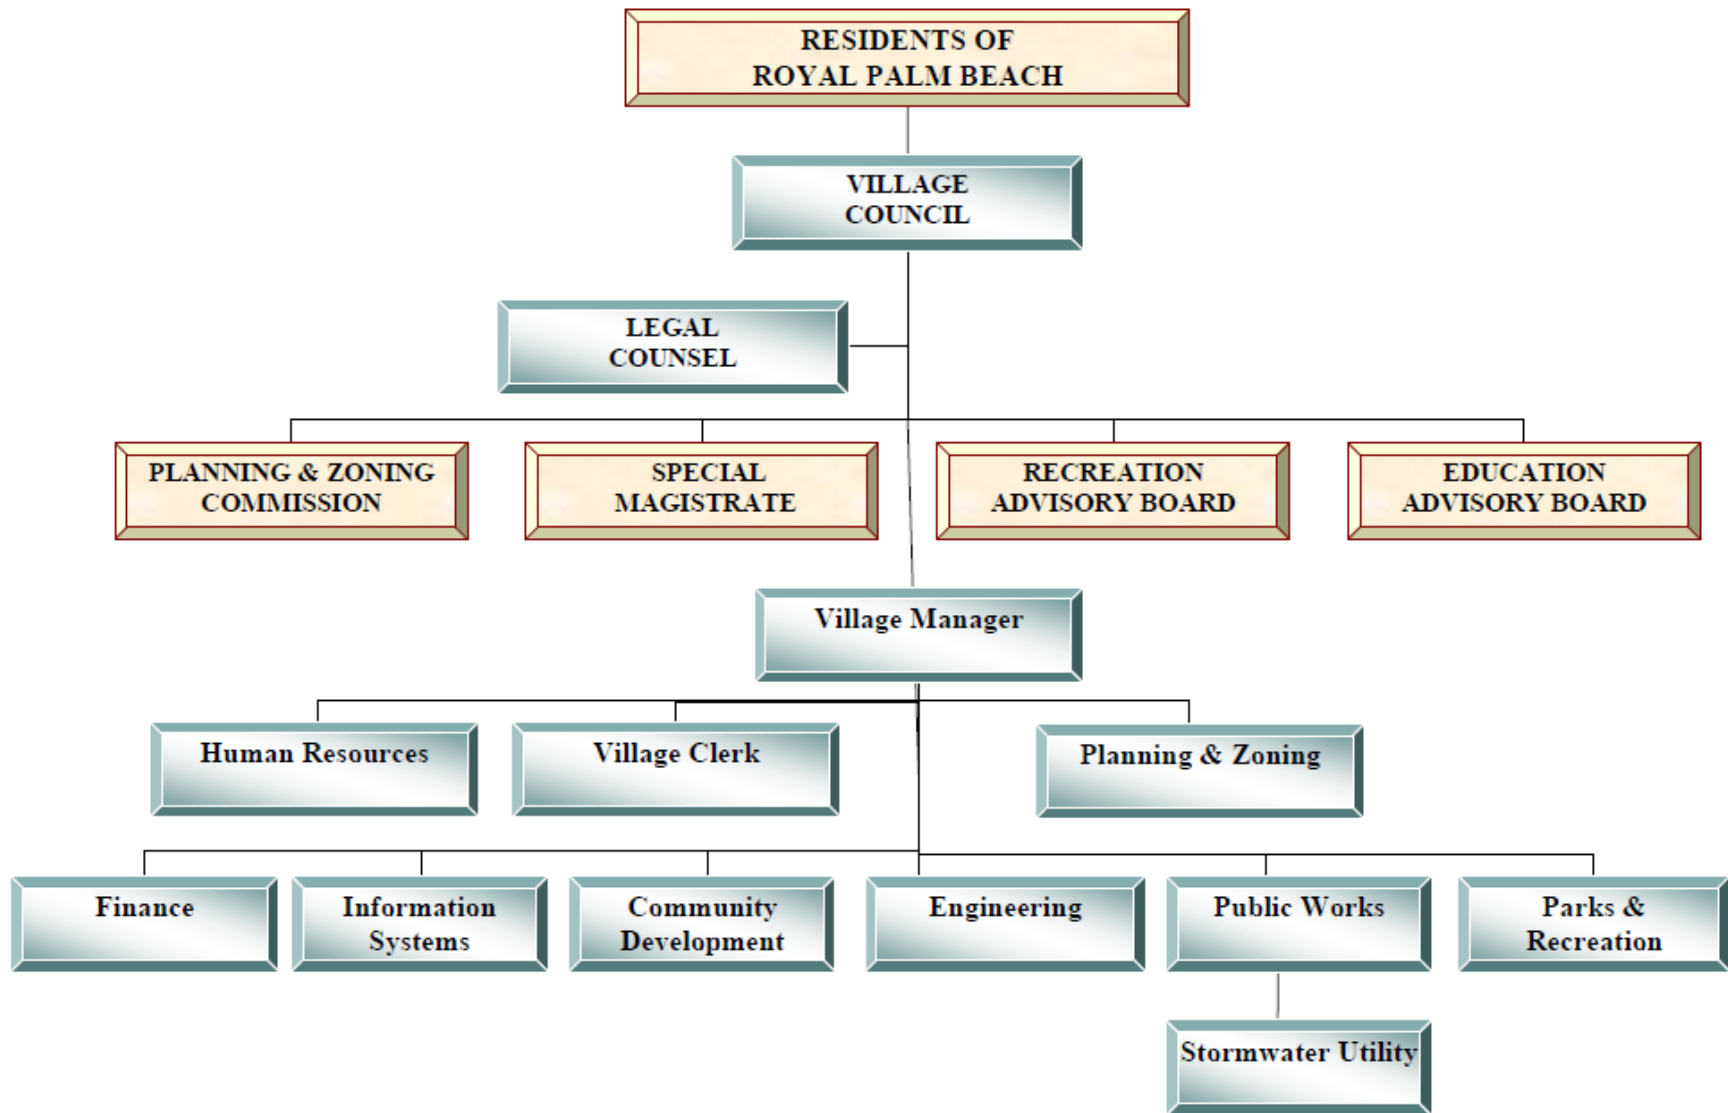 RESIDENTS OF
ROYAL PALM BEACH
VILLAGE
COUNCIL
LEGAL
COUNSEL
PLANNING & ZONING
COMMISSION
SPECIAL
MAGISTRATE
RECREATION
ADVISORY BOARD
EDUCATION
ADVISORY BOARD
Village Manager
Human Resources
Village Clerk
Planning & Zoning
Finance
Information
Systems
Community
Development
Engineering
Public Works
Parks &
Recreation
Stormwater Utility